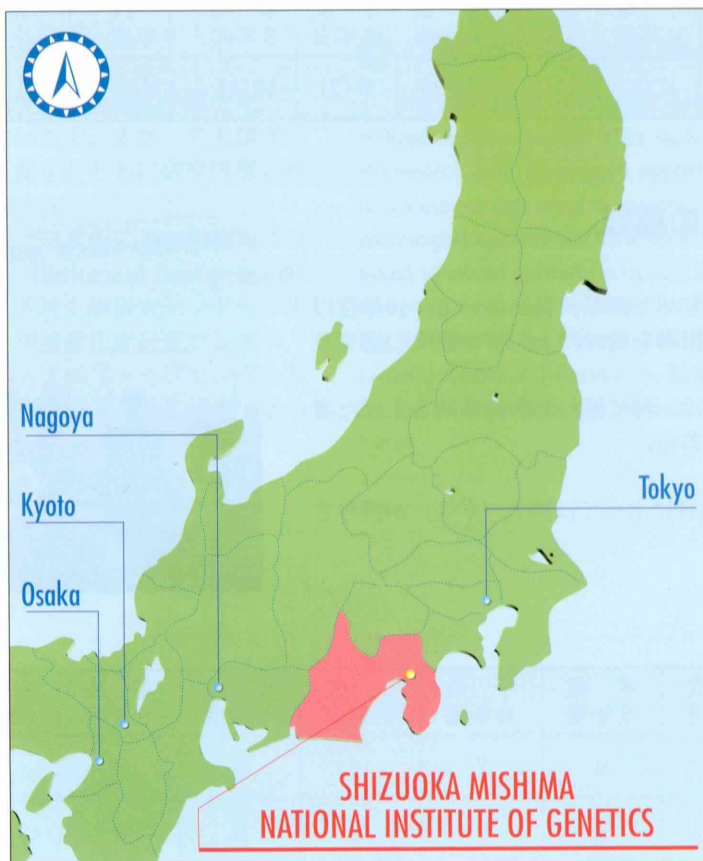 Nagoya
Kyoto
Tokyo
Osaka
SHIZUOKA MISHIMA
NATIONAL INSTITUTE OF GENETICS